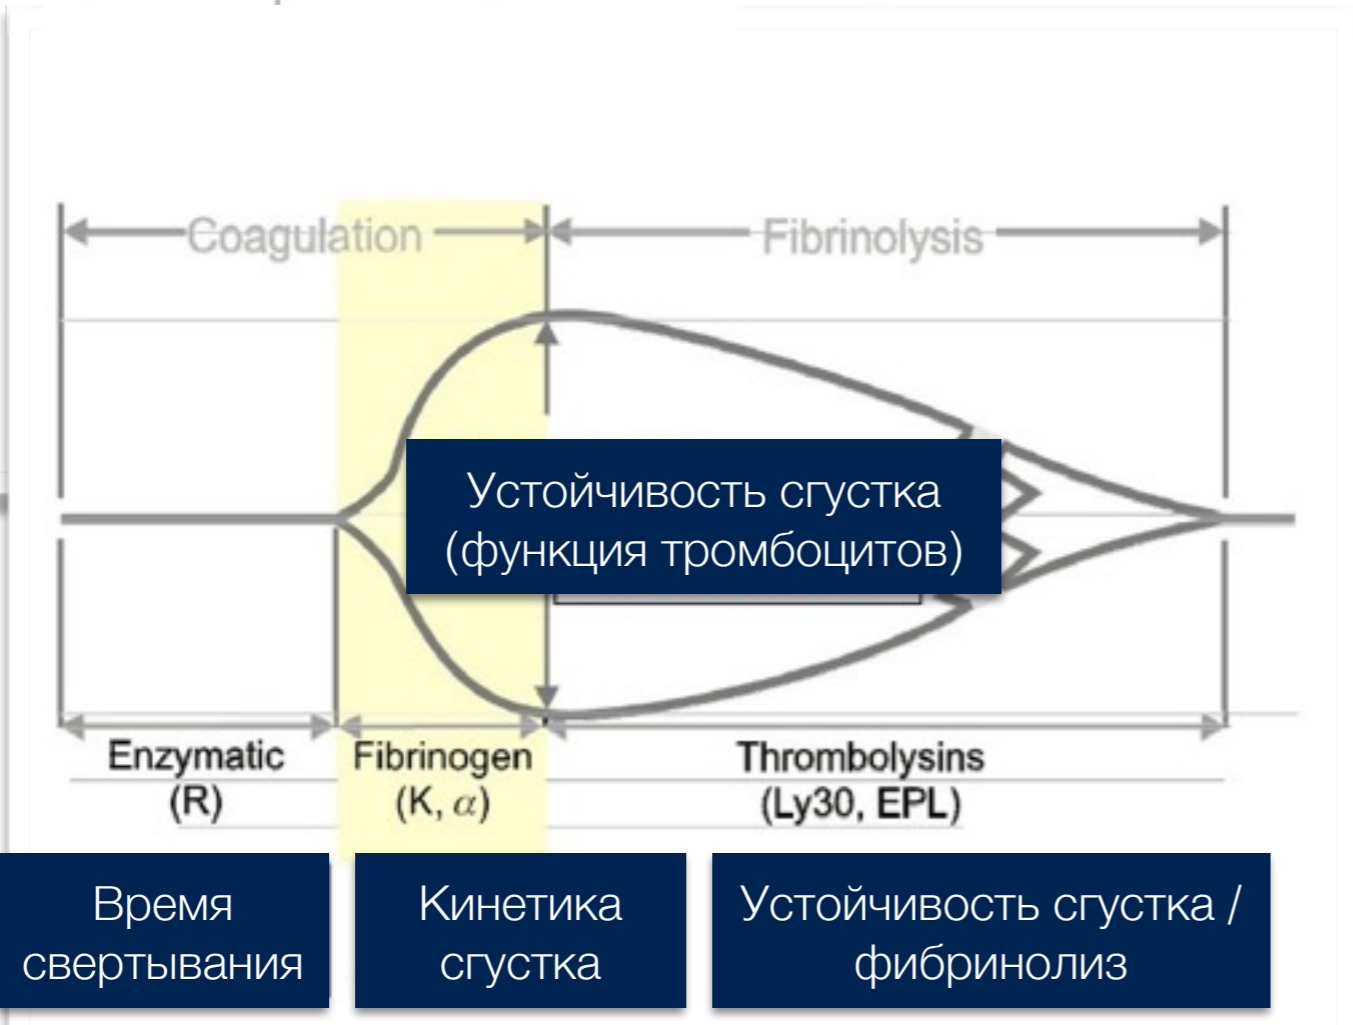 Coagulation
Fibrinolysis
Устойчивость сгустка
(функция тромбоцитов)
Enzymatic
(R)
Fibrinogen
(K, α)
Thrombolysins
(Ly30, EPL)
Время
свертывания
Кинетика
сгустка
Устойчивость сгустка /
фибринолиз